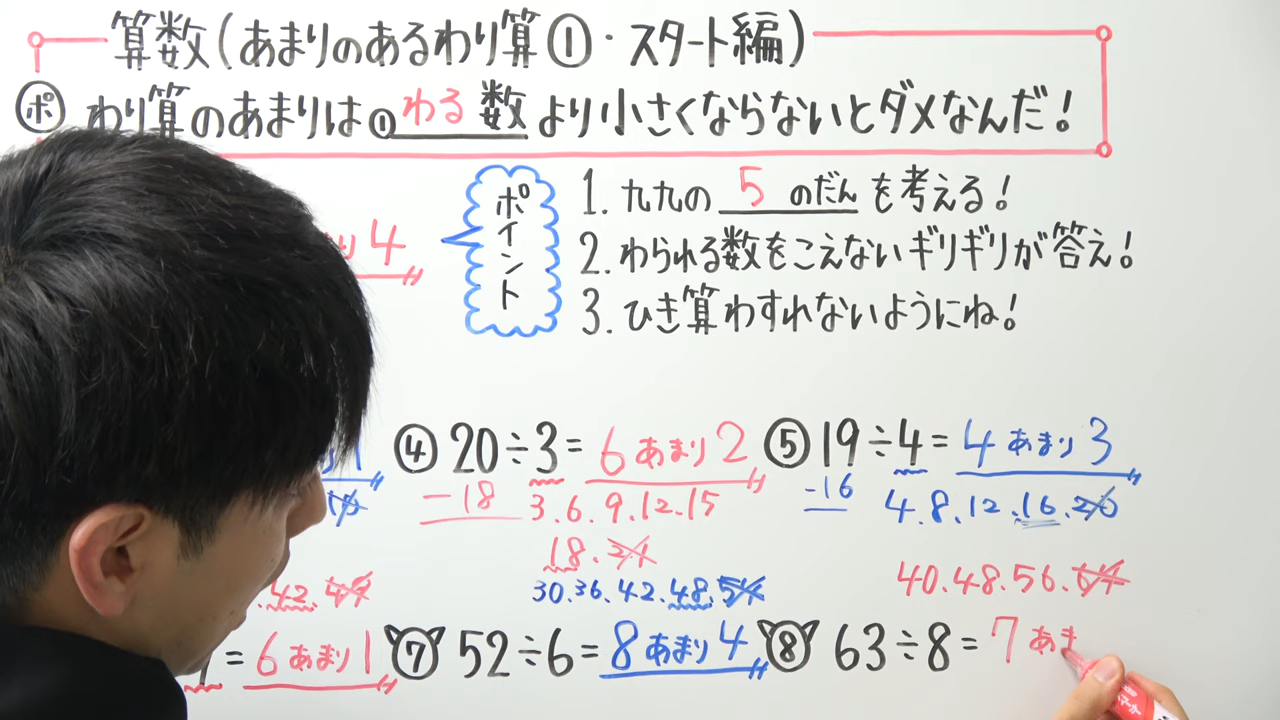 算数(あまりのあるわり算①・スタート編)
ポ わり算のあまりは①わる数より小さくならないとダメなんだ!
ポイント
1. 九九の 5 のだん を考える!
2. わられる数をこえないギリギリが答え!
3. ひき算わすれないようにね!
り 4
④ 20÷3= 6 あまり 2
-18
3.6.9.12.15
18.21
⑤ 19÷4= 4 あまり 3
-16
4.8.12.16.20
1
.42.49
= 6 あまり 1
30.36.42.48.54
⑦ 52÷6= 8 あまり 4
40.48.56.64
⑧ 63÷8= 7 あま